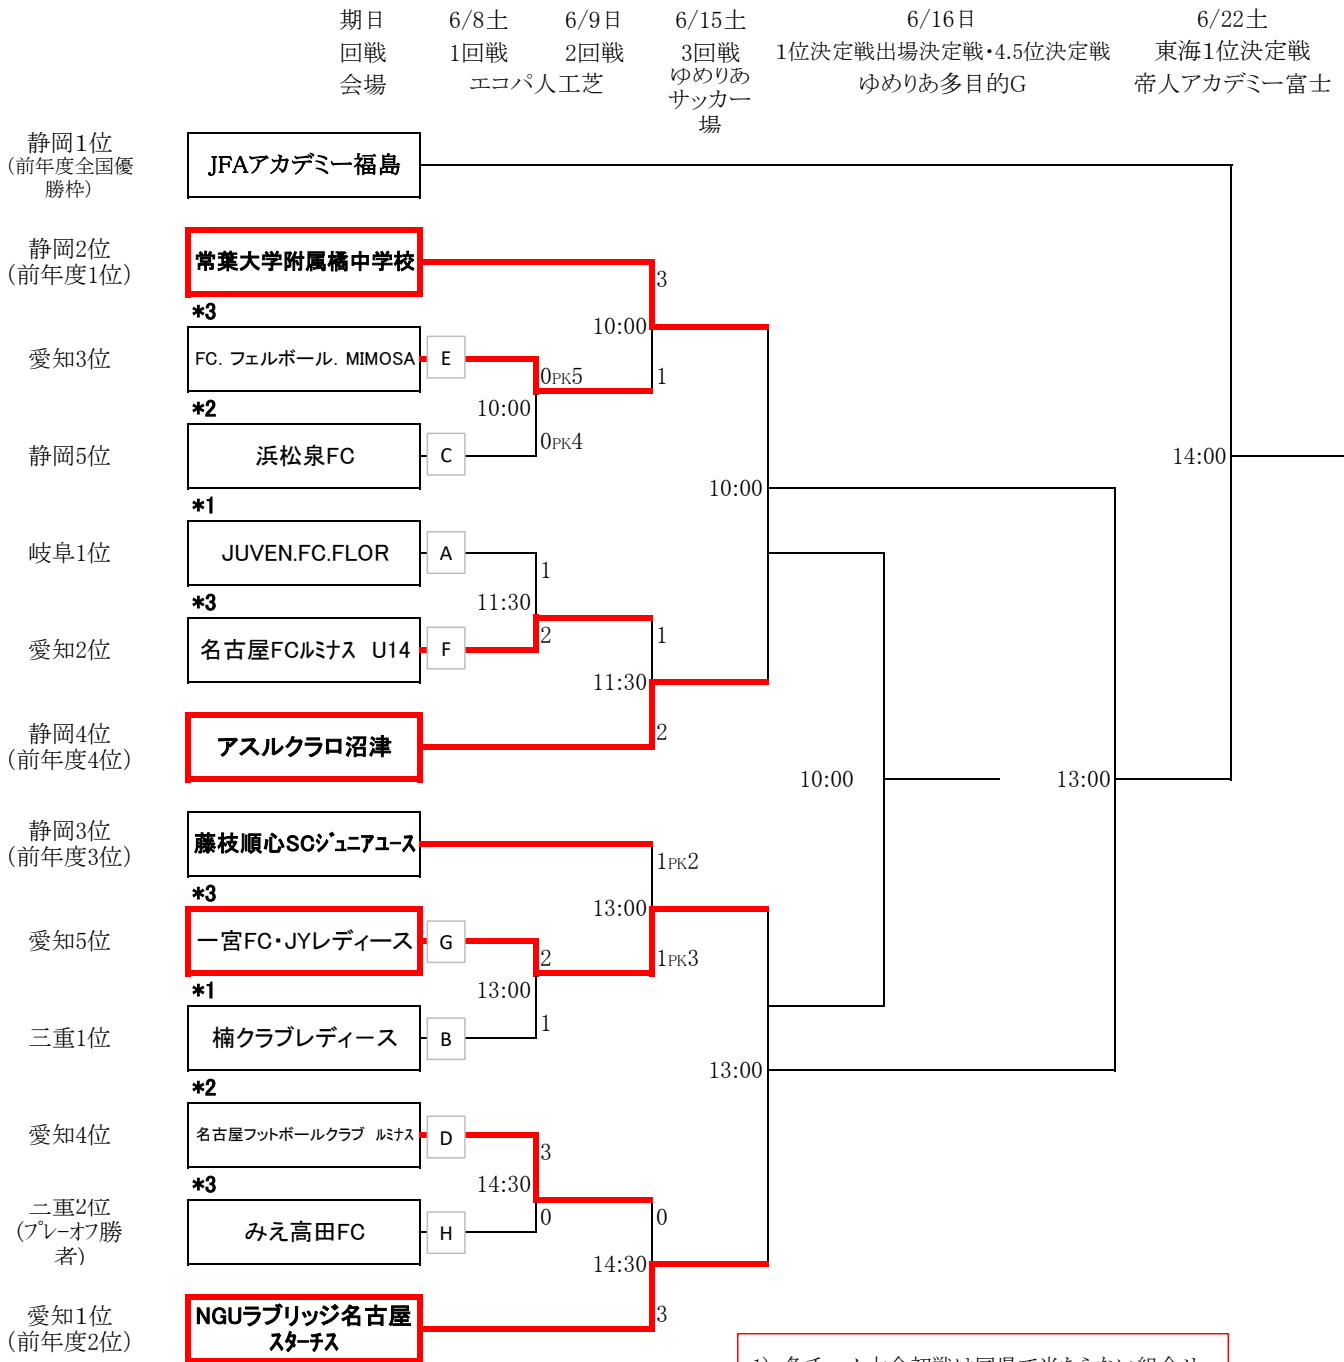 期日 6/8土 6/9日 6/15土 6/16日 6/22土
回戦 1回戦 2回戦 3回戦 1位決定戦出場決定戦・4.5位決定戦 東海1位決定戦
会場 エコパ人工芝 ゆめりあ ゆめりあ多目的G 帝人アカデミー富士
サッカー
場
静岡1位
(前年度全国優
勝枠)
JFAアカデミー福島
静岡2位
(前年度1位)
常葉大学附属橘中学校
3
*3
10:00
愛知3位
FC. フェルボール. MIMOSA
E
0PK5
1
*2
10:00
静岡5位
浜松泉FC
C
0PK4
14:00
*1
10:00
岐阜1位
JUVEN.FC.FLOR
A
1
*3
11:30
愛知2位
名古屋FCルミナス U14
F
2
1
11:30
静岡4位
(前年度4位)
アスルクラロ沼津
2
10:00
13:00
静岡3位
(前年度3位)
藤枝順心SCジュニアユース
1PK2
*3
13:00
愛知5位
一宮FC・JYレディース
G
2
1PK3
*1
13:00
三重1位
楠クラブレディース
B
1
13:00
*2
愛知4位
名古屋フットボールクラブ ルミナス
D
3
*3
14:30
三重2位
(プレーオフ勝
者)
みえ高田FC
H
0
0
14:30
愛知1位
(前年度2位)
NGUラブリッジ名古屋
スターチス
3